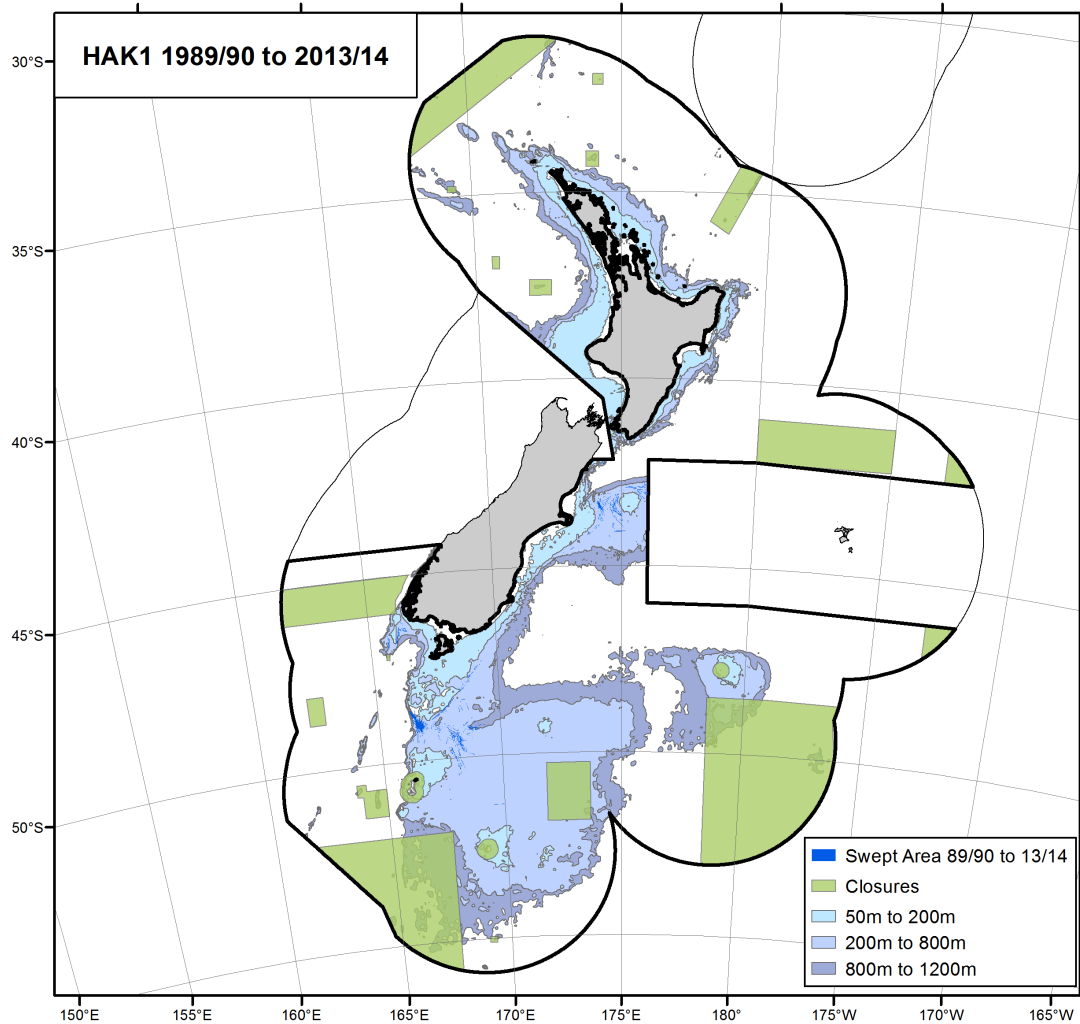 HAK1 1989/90 to 2013/14
30°S
35°S
40°S
45°S
50°S
Swept Area 89/90 to 13/14
Closures
50m to 200m
200m to 800m
800m to 1200m
150°E 155°E 160°E 165°E 170°E 175°E 180° 175°W 170°W 165°W